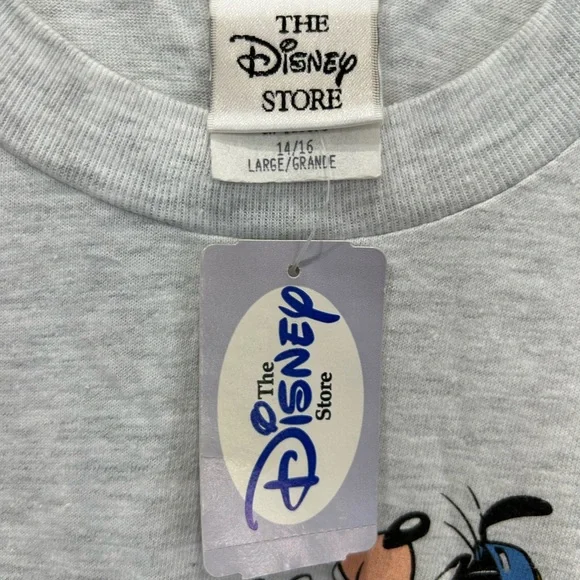 THE
Disney
STORE
14/16
LARGE/GRANDE
The
Disney
Store